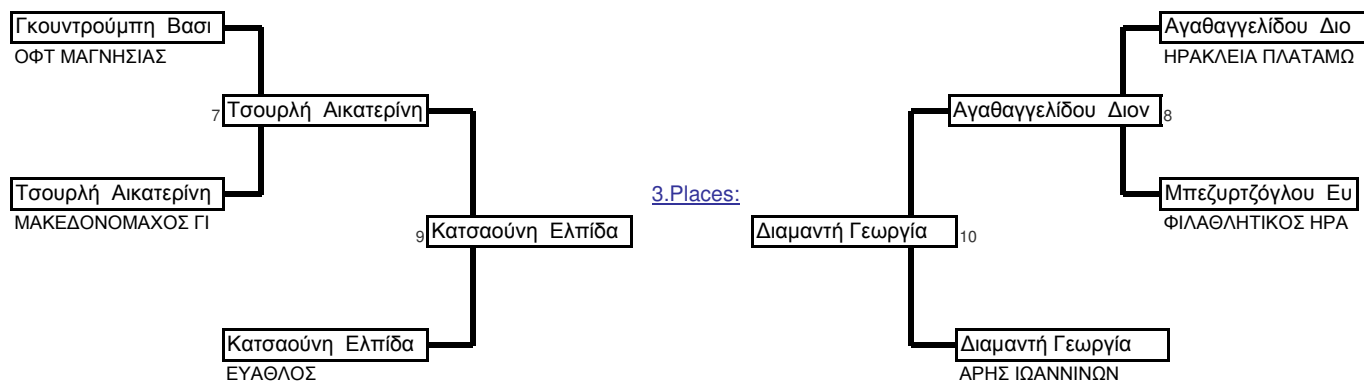 Γκουντρούμπη Βασι
ΟΦΤ ΜΑΓΝΗΣΙΑΣ
7 Τσουρλή Αικατερίνη
Τσουρλή Αικατερίνη
ΜΑΚΕΔΟΝΟΜΑΧΟΣ ΓΙ
9 Κατσαούνη Ελπίδα
Κατσαούνη Ελπίδα
ΕΥΑΘΛΟΣ
3.Places:
Αγαθαγγελίδου Διο
ΗΡΑΚΛΕΙΑ ΠΛΑΤΑΜΩ
Αγαθαγγελίδου Διον 8
Μπεζυρτζόγλου Ευ
ΦΙΛΑΘΛΗΤΙΚΟΣ ΗΡΑ
Διαμαντή Γεωργία 10
Διαμαντή Γεωργία
ΑΡΗΣ ΙΩΑΝΝΙΝΩΝ